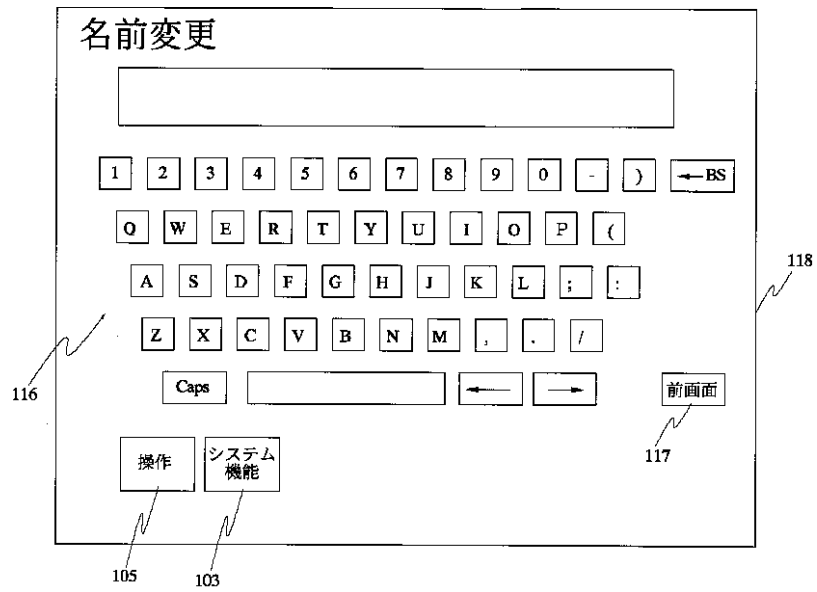 名前変更
1 2 3 4 5 6 7 8 9 0 - ) ←BS
Q W E R T Y U I O P (
A S D F G H J K L ; :
118
Z X C V B N M , . /
116
Caps ← → 前画面
117
操作 システム
機能
105 103